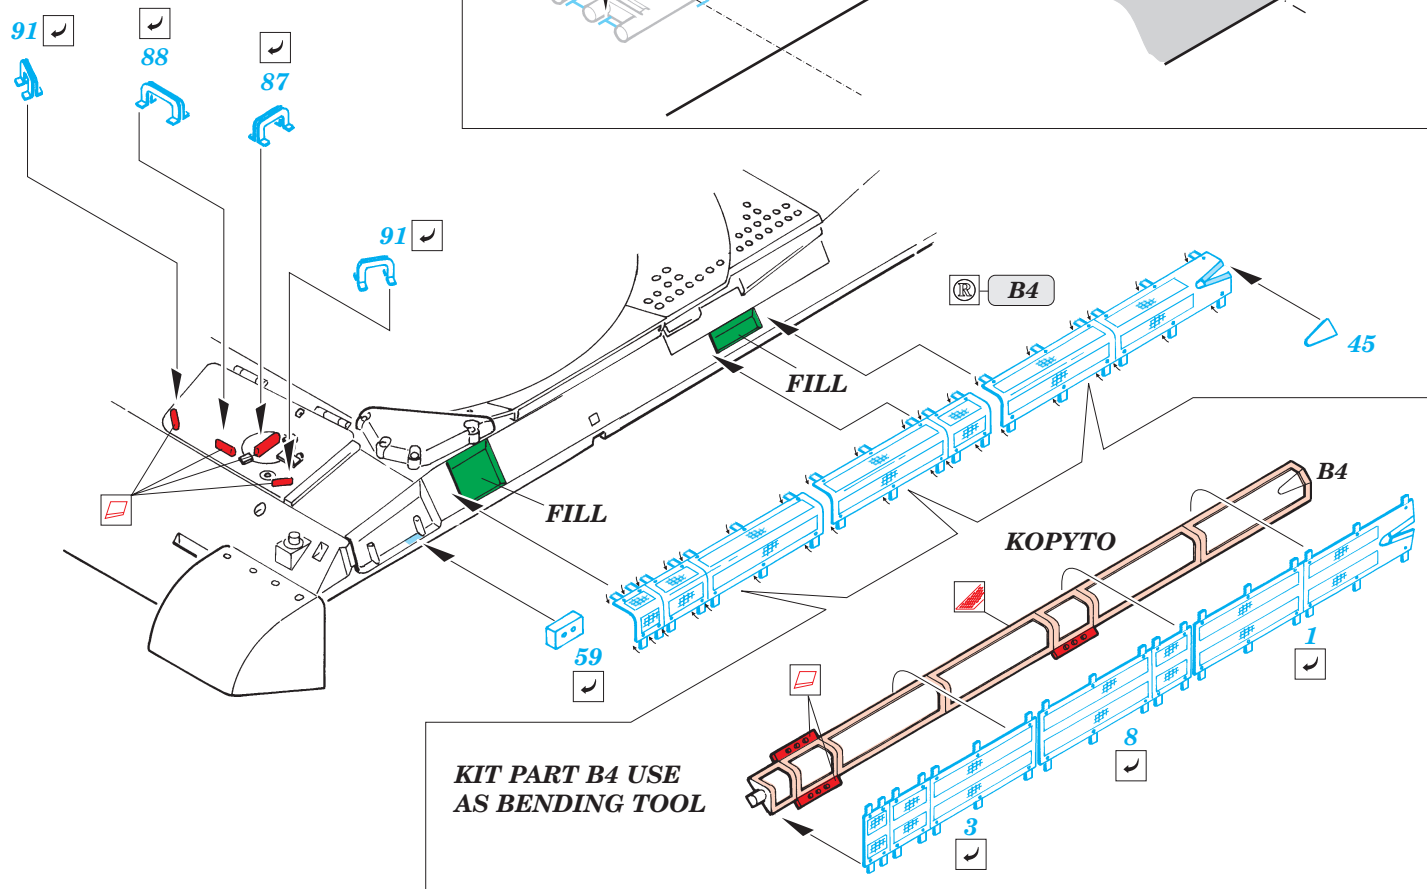 91
88
87
91
® B4
45
FILL
FILL
B4
KOPYTO
59
1
8
3
KIT PART B4 USE
AS BENDING TOOL